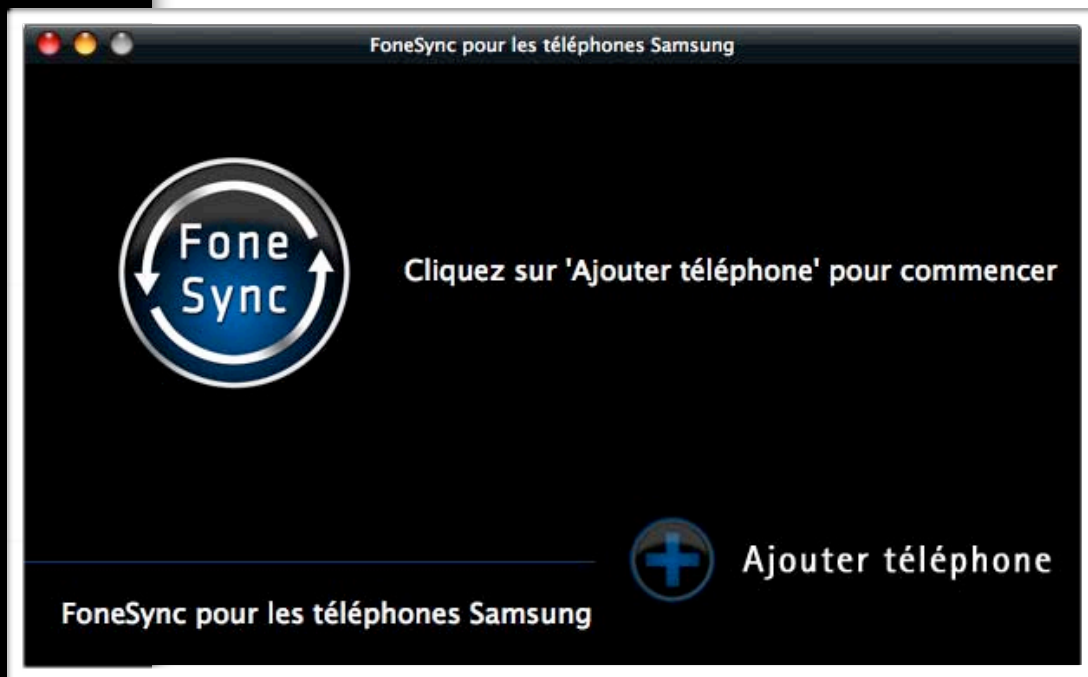 FoneSync pour les téléphones Samsung
Fone
Sync
Cliquez sur 'Ajouter téléphone' pour commencer
Ajouter téléphone
FoneSync pour les téléphones Samsung